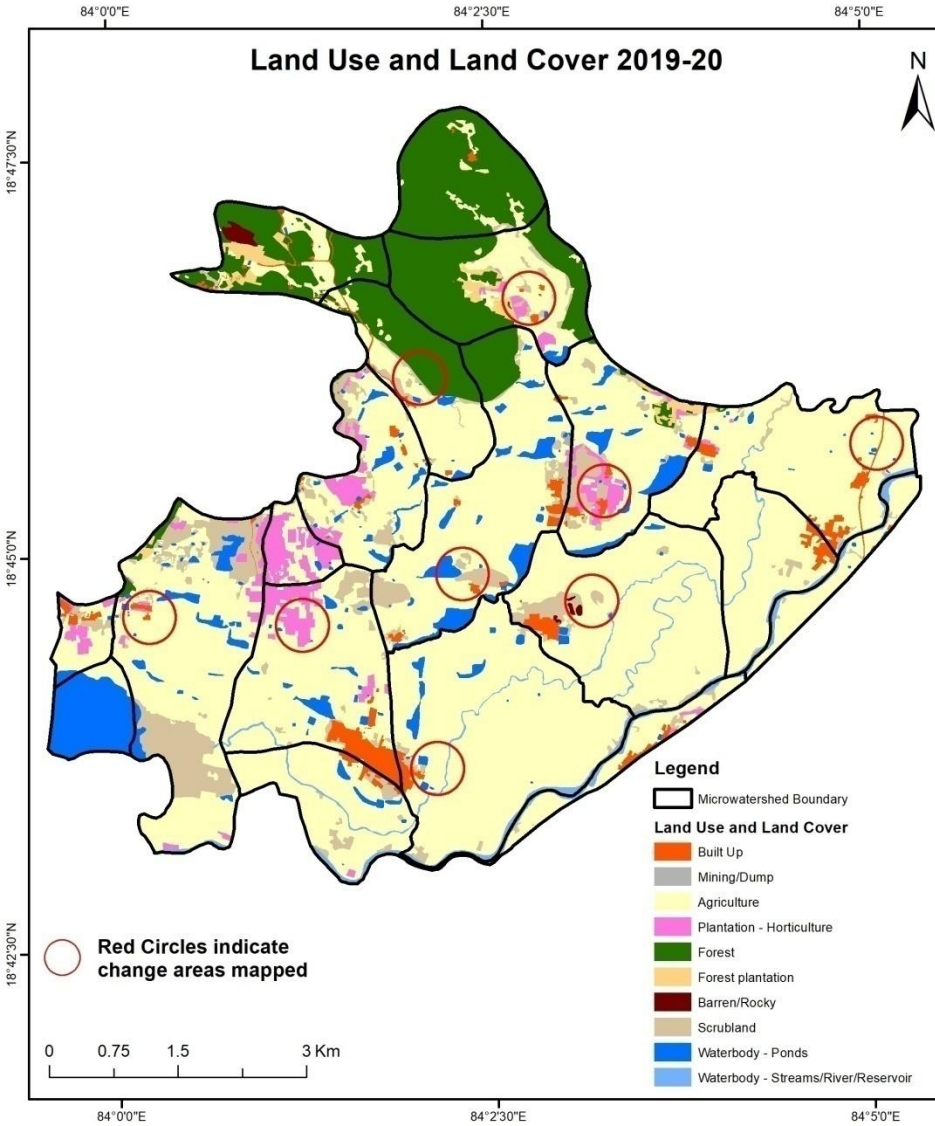 84°0'0"E 84°2'30"E 84°5'0"E
Land Use and Land Cover 2019-20
N
18°47'30"N
18°45'0"N
18°42'30"N
Legend
Microwatershed Boundary
Land Use and Land Cover
Built Up
Mining/Dump
Agriculture
Plantation - Horticulture
Forest
Forest plantation
Barren/Rocky
Scrubland
Waterbody - Ponds
Waterbody - Streams/River/Reservoir
Red Circles indicate
change areas mapped
0 0.75 1.5 3 Km
84°0'0"E 84°2'30"E 84°5'0"E